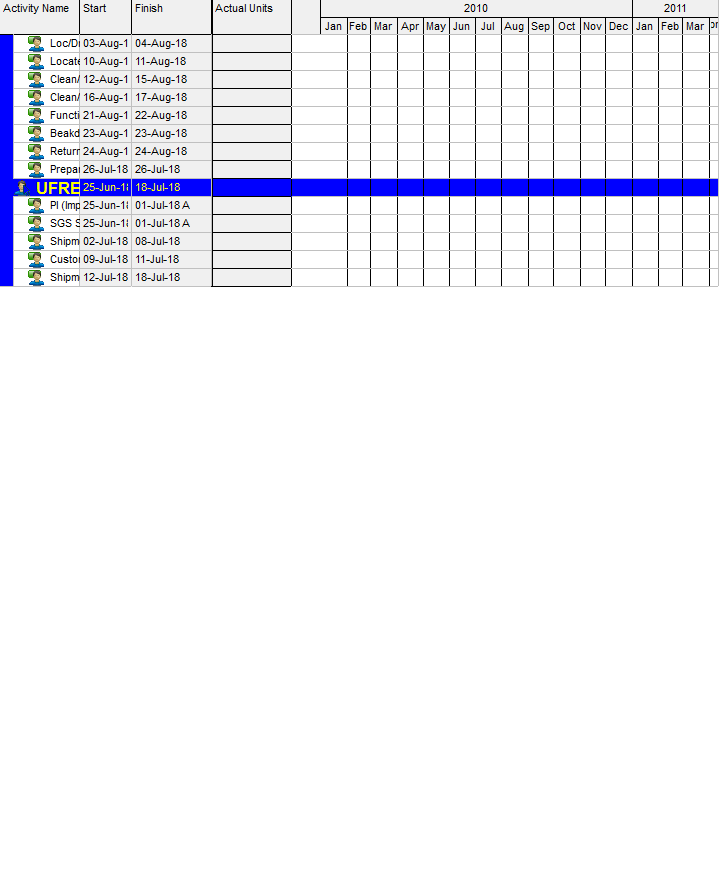 Activity Name Start Finish Actual Units 2010 2011
Jan Feb Mar Apr May Jun Jul Aug Sep Oct Nov Dec Jan Feb Mar
Loc/D 03-Aug-1 04-Aug-18
Locate 10-Aug-1 11-Aug-18
Clean/ 12-Aug-1 15-Aug-18
Clean/ 16-Aug-1 17-Aug-18
Functi 21-Aug-1 22-Aug-18
Beakd 23-Aug-1 23-Aug-18
Return 24-Aug-1 24-Aug-18
Prepar 26-Jul-18 26-Jul-18
UFRE 25-Jun-18 18-Jul-18
PI (Imp 25-Jun-18 01-Jul-18 A
SGS S 25-Jun-18 01-Jul-18 A
Shipm 02-Jul-18 08-Jul-18
Custo 09-Jul-18 11-Jul-18
Shipm 12-Jul-18 18-Jul-18